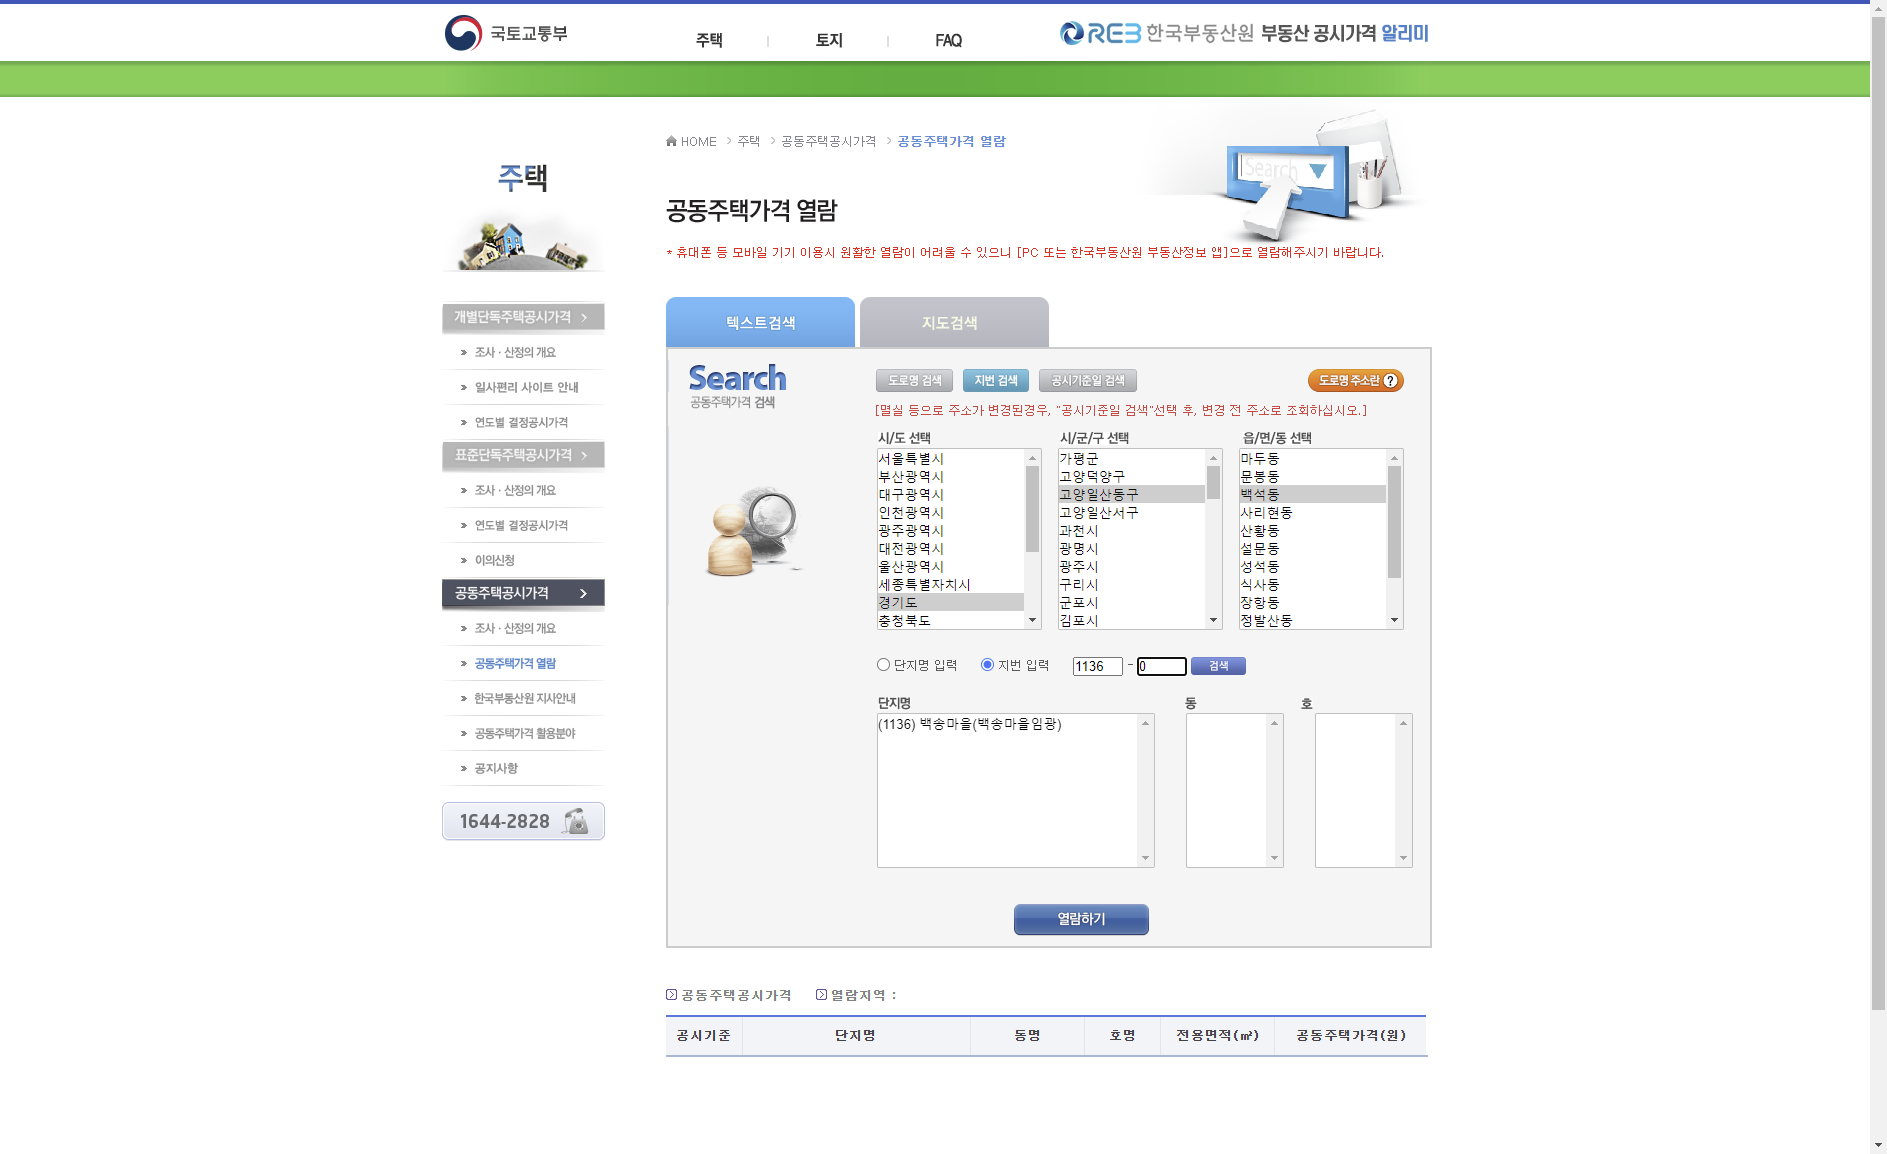 국토교통부
주택
토지
FAQ
REB 한국부동산원 부동산 공시가격 알리미
HOME > 주택 > 공동주택공시가격 > 공동주택가격 열람
Search
주택
공동주택가격 열람
* 휴대폰 등 모바일 기기 이용시 원활한 열람이 어려울 수 있으니 [PC 또는 한국부동산원 부동산정보 앱]으로 열람해주시기 바랍니다.
개별단독주택공시가격
조사 · 산정의 개요
일사편리 사이트 안내
연도별 결정공시가격
표준단독주택공시가격
조사 · 산정의 개요
연도별 결정공시가격
이의신청
공동주택공시가격
조사 · 산정의 개요
공동주택가격 열람
한국부동산원 지사안내
공동주택가격 활용분야
공지사항
1644-2828
텍스트검색
지도검색
Search
공동주택가격 검색
도로명 검색
지번 검색
공시기준일 검색
도로명 주소란 ?
[멸실 등으로 주소가 변경된경우, "공시기준일 검색"선택 후, 변경 전 주소로 조회하십시오.]
시/도 선택
서울특별시
부산광역시
대구광역시
인천광역시
광주광역시
대전광역시
울산광역시
세종특별자치시
경기도
충청북도
시/군/구 선택
가평군
고양덕양구
고양일산동구
고양일산서구
과천시
광명시
광주시
구리시
군포시
김포시
읍/면/동 선택
마두동
문봉동
백석동
사리현동
산황동
설문동
성석동
식사동
장항동
정발산동
단지명 입력
지번 입력
1136 - 0
검색
단지명
(1136) 백송마을(백송마을임광)
동
호
열람하기
공동주택공시가격
열람지역 :
공시기준
단지명
동명
호명
전용면적(㎡)
공동주택가격(원)